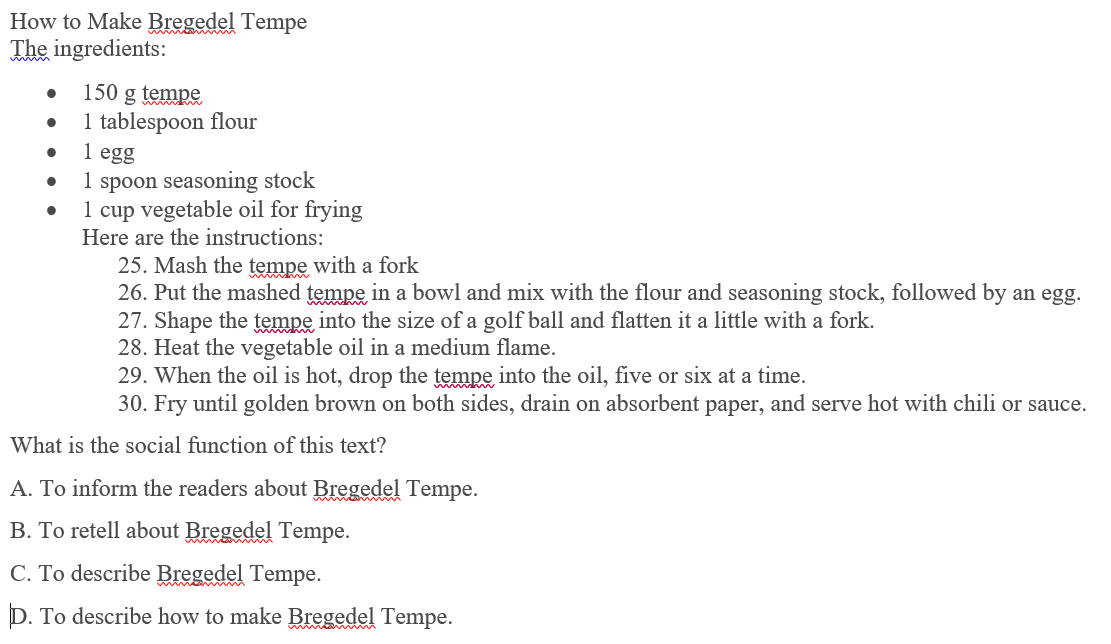 How to Make Bregedel Tempe
The ingredients:
• 150 g tempe
• 1 tablespoon flour
• 1 egg
• 1 spoon seasoning stock
• 1 cup vegetable oil for frying
Here are the instructions:
25. Mash the tempe with a fork
26. Put the mashed tempe in a bowl and mix with the flour and seasoning stock, followed by an egg.
27. Shape the tempe into the size of a golf ball and flatten it a little with a fork.
28. Heat the vegetable oil in a medium flame.
29. When the oil is hot, drop the tempe into the oil, five or six at a time.
30. Fry until golden brown on both sides, drain on absorbent paper, and serve hot with chili or sauce.
What is the social function of this text?
A. To inform the readers about Bregedel Tempe.
B. To retell about Bregedel Tempe.
C. To describe Bregedel Tempe.
D. To describe how to make Bregedel Tempe.